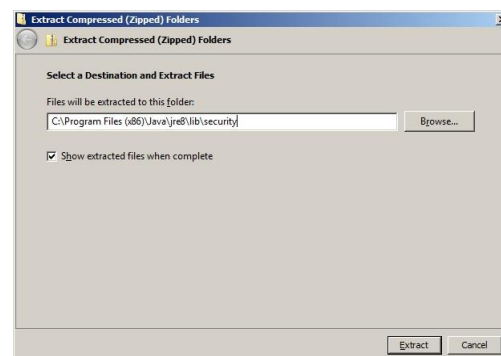 Extract Compressed (Zipped) Folders
Extract Compressed (Zipped) Folders
Select a Destination and Extract Files
Files will be extracted to this folder:
C:\Program Files (x86)\Java\jre8\lib\security
Browse...
Show extracted files when complete
Extract Cancel